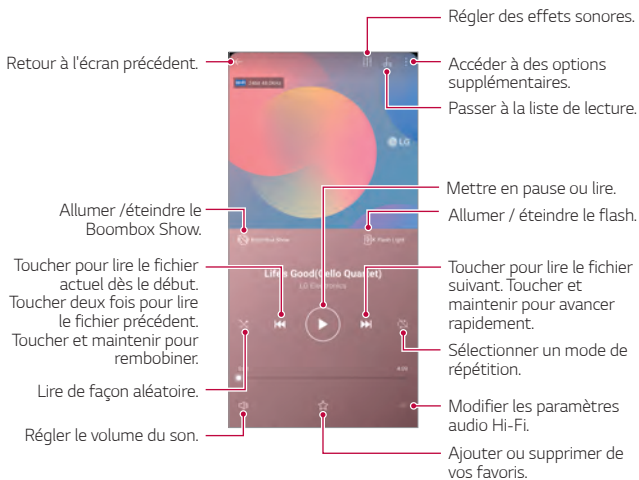 Régler des effets sonores.
Retour à l'écran précédent.
Accéder à des options
supplémentaires.
Passer à la liste de lecture.
LG
Mettre en pause ou lire.
Allumer /éteindre le
Boombox Show.
Allumer / éteindre le flash.
Boombox Show
Flash Light
Toucher pour lire le fichier
actuel dès le début.
Toucher deux fois pour lire
le fichier précédent.
Toucher et maintenir pour
rembobiner.
Life's Good(Cello Quartet)
LG Electronics
Toucher pour lire le fichier
suivant. Toucher et
maintenir pour avancer
rapidement.
Sélectionner un mode de
répétition.
Lire de façon aléatoire.
Modifier les paramètres
audio Hi-Fi.
Régler le volume du son.
Ajouter ou supprimer de
vos favoris.